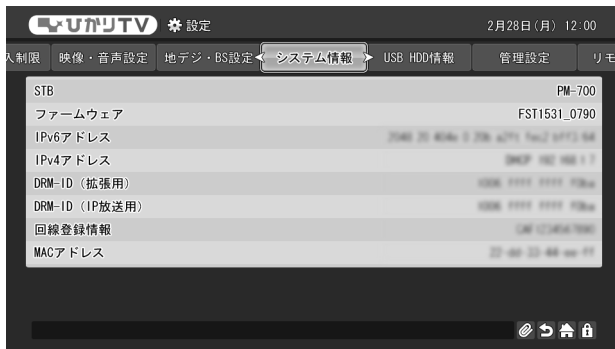 ひかりTV 設定 2月28日(月) 12:00
入制限 映像・音声設定 地デジ・BS設定 システム情報 USB HDD情報 管理設定 リモ
STB PM-700
ファームウェア FST1531_0790
IPv6アドレス
IPv4アドレス
DRM-ID（拡張用）
DRM-ID（IP放送用）
回線登録情報
MACアドレス